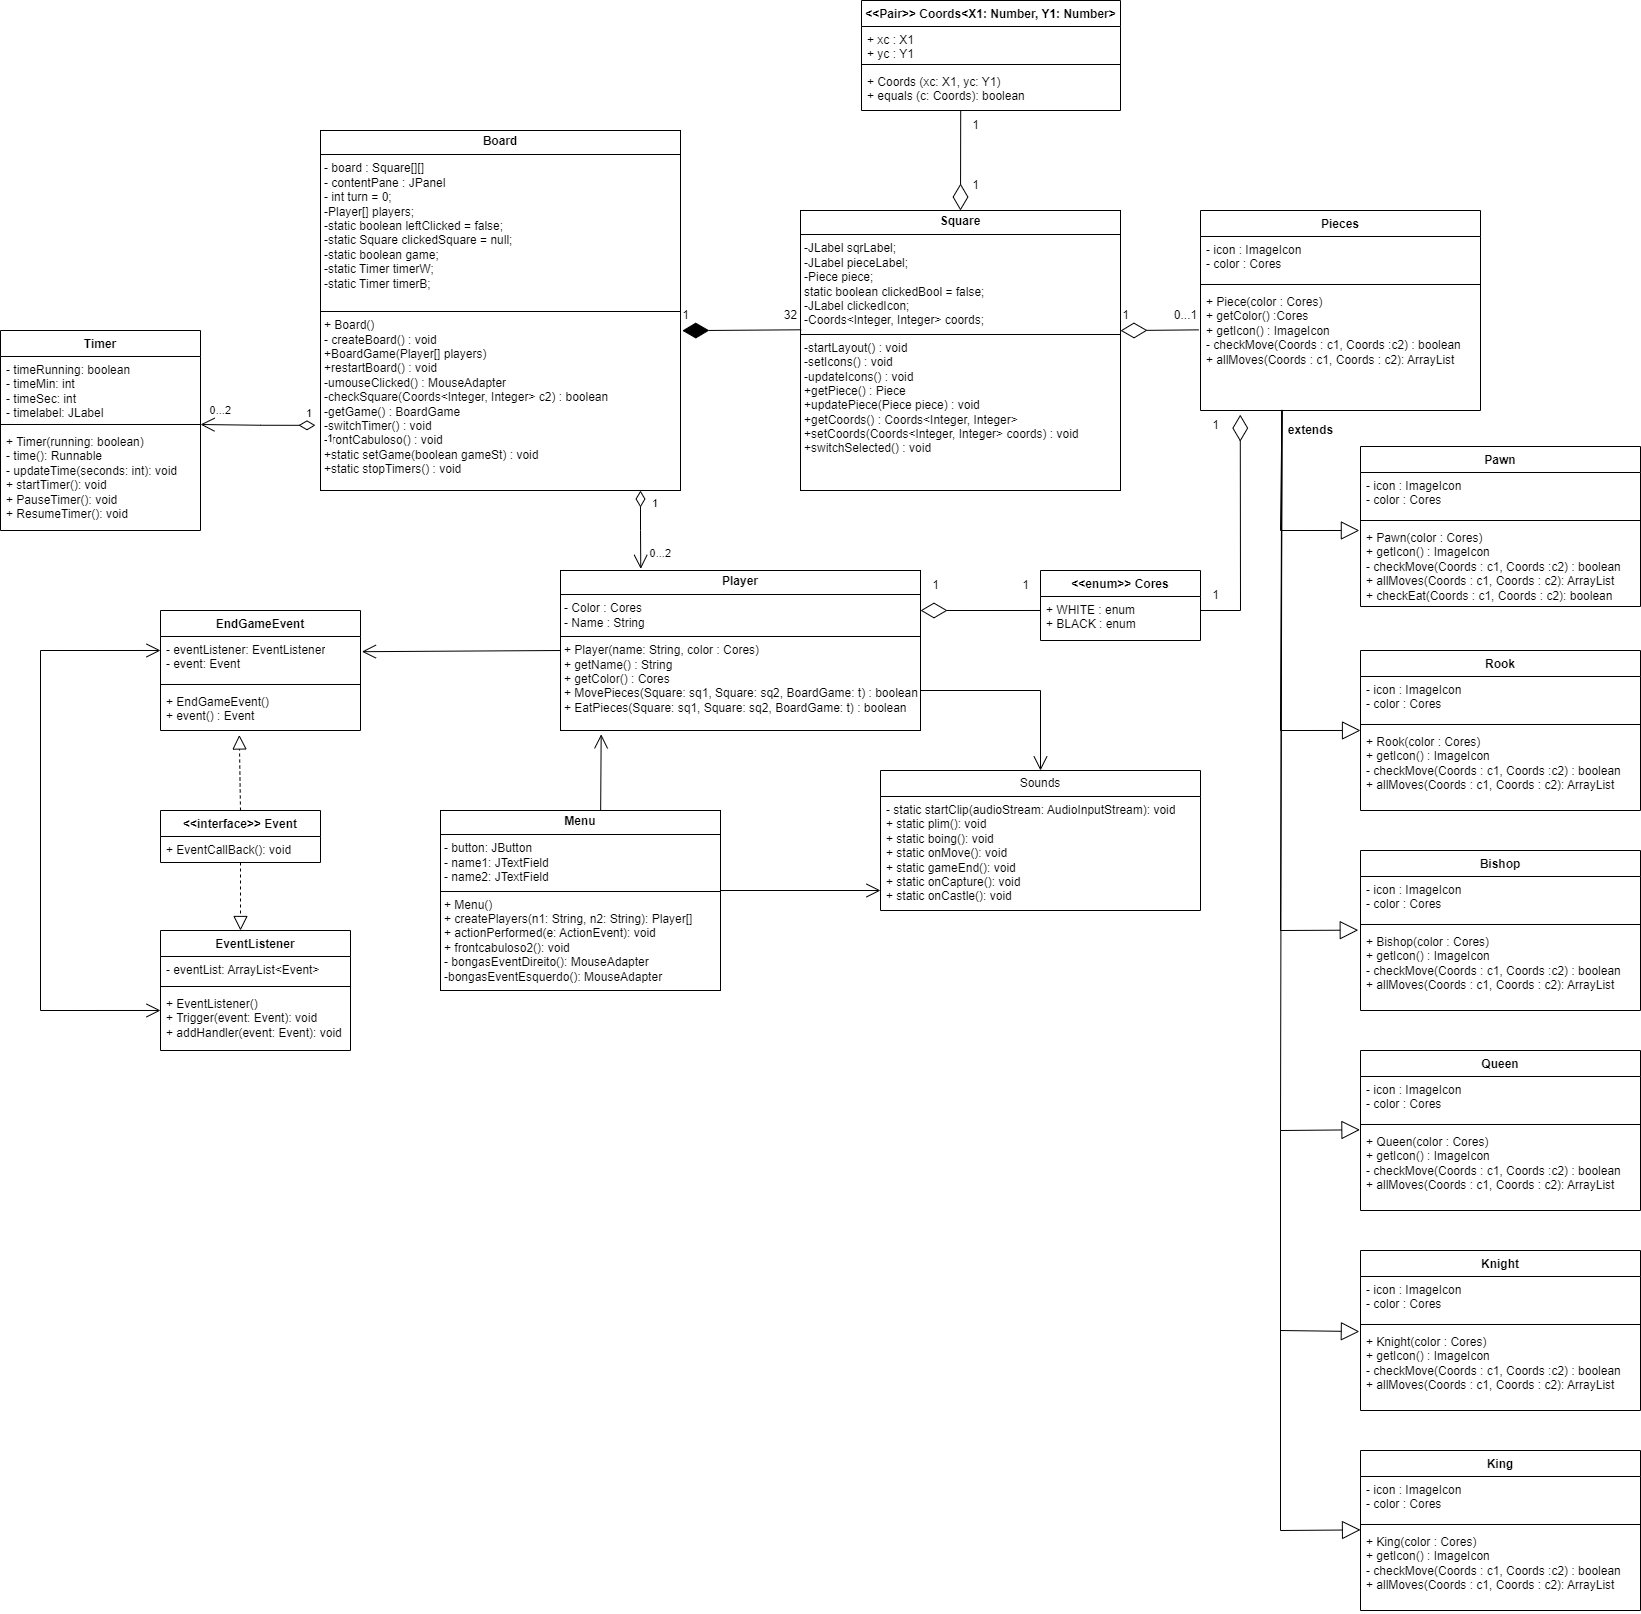 <<Pair>> Coords<X1: Number, Y1: Number>
+ xc : X1
+ yc : Y1
+ Coords (xc: X1, yc: Y1)
+ equals (c: Coords): boolean
1
1
Board
- board : Square[][]
- contentPane : JPanel
- int turn = 0;
-Player[] players;
-static boolean leftClicked = false;
-static Square clickedSquare = null;
-static boolean game;
-static Timer timerW;
-static Timer timerB;
+ Board()
- createBoard() : void
+BoardGame(Player[] players)
+restartBoard() : void
-umouseClicked() : MouseAdapter
-checkSquare(Coords<Integer, Integer> c2) : boolean
-getGame() : BoardGame
-switchTimer() : void
-frontCabuloso() : void
+static setGame(boolean gameSt) : void
+static stopTimers() : void
1
32
Square
-JLabel sqrLabel;
-JLabel pieceLabel;
-Piece piece;
static boolean clickedBool = false;
-JLabel clickedIcon;
-Coords<Integer, Integer> coords;
-startLayout() : void
-setIcons() : void
-updateIcons() : void
+getPiece() : Piece
+updatePiece(Piece piece) : void
+getCoords() : Coords<Integer, Integer>
+setCoords(Coords<Integer, Integer> coords) : void
+switchSelected() : void
1
0...1
Pieces
- icon : ImageIcon
- color : Cores
+ Piece(color : Cores)
+ getColor() :Cores
+ getIcon() : ImageIcon
- checkMove(Coords : c1, Coords :c2) : boolean
+ allMoves(Coords : c1, Coords : c2): ArrayList
1
extends
1
Timer
- timeRunning: boolean
- timeMin: int
- timeSec: int
- timelabel: JLabel
+ Timer(running: boolean)
- time(): Runnable
- updateTime(seconds: int): void
+ startTimer(): void
+ PauseTimer(): void
+ ResumeTimer(): void
0...2
1
1
0...2
Player
- Color : Cores
- Name : String
+ Player(name: String, color : Cores)
+ getName() : String
+ getColor() : Cores
+ MovePieces(Square: sq1, Square: sq2, BoardGame: t) : boolean
+ EatPieces(Square: sq1, Square: sq2, BoardGame: t) : boolean
1
1
<<enum>> Cores
+ WHITE : enum
+ BLACK : enum
EndGameEvent
- eventListener: EventListener
- event: Event
+ EndGameEvent()
+ event() : Event
<<interface>> Event
+ EventCallBack(): void
EventListener
- eventList: ArrayList<Event>
+ EventListener()
+ Trigger(event: Event): void
+ addHandler(event: Event): void
Menu
- button: JButton
- name1: JTextField
- name2: JTextField
+ Menu()
+ createPlayers(n1: String, n2: String): Player[]
+ actionPerformed(e: ActionEvent): void
+ frontcabuloso2(): void
- bongasEventDireito(): MouseAdapter
-bongasEventEsquerdo(): MouseAdapter
Sounds
- static startClip(audioStream: AudioInputStream): void
+ static plim(): void
+ static boing(): void
+ static onMove(): void
+ static gameEnd(): void
+ static onCapture(): void
+ static onCastle(): void
Pawn
- icon : ImageIcon
- color : Cores
+ Pawn(color : Cores)
+ getIcon() : ImageIcon
- checkMove(Coords : c1, Coords :c2) : boolean
+ allMoves(Coords : c1, Coords : c2): ArrayList
+ checkEat(Coords : c1, Coords : c2): boolean
Rook
- icon : ImageIcon
- color : Cores
+ Rook(color : Cores)
+ getIcon() : ImageIcon
- checkMove(Coords : c1, Coords :c2) : boolean
+ allMoves(Coords : c1, Coords : c2): ArrayList
Bishop
- icon : ImageIcon
- color : Cores
+ Bishop(color : Cores)
+ getIcon() : ImageIcon
- checkMove(Coords : c1, Coords :c2) : boolean
+ allMoves(Coords : c1, Coords : c2): ArrayList
Queen
- icon : ImageIcon
- color : Cores
+ Queen(color : Cores)
+ getIcon() : ImageIcon
- checkMove(Coords : c1, Coords :c2) : boolean
+ allMoves(Coords : c1, Coords : c2): ArrayList
Knight
- icon : ImageIcon
- color : Cores
+ Knight(color : Cores)
+ getIcon() : ImageIcon
- checkMove(Coords : c1, Coords :c2) : boolean
+ allMoves(Coords : c1, Coords : c2): ArrayList
King
- icon : ImageIcon
- color : Cores
+ King(color : Cores)
+ getIcon() : ImageIcon
- checkMove(Coords : c1, Coords :c2) : boolean
+ allMoves(Coords : c1, Coords : c2): ArrayList